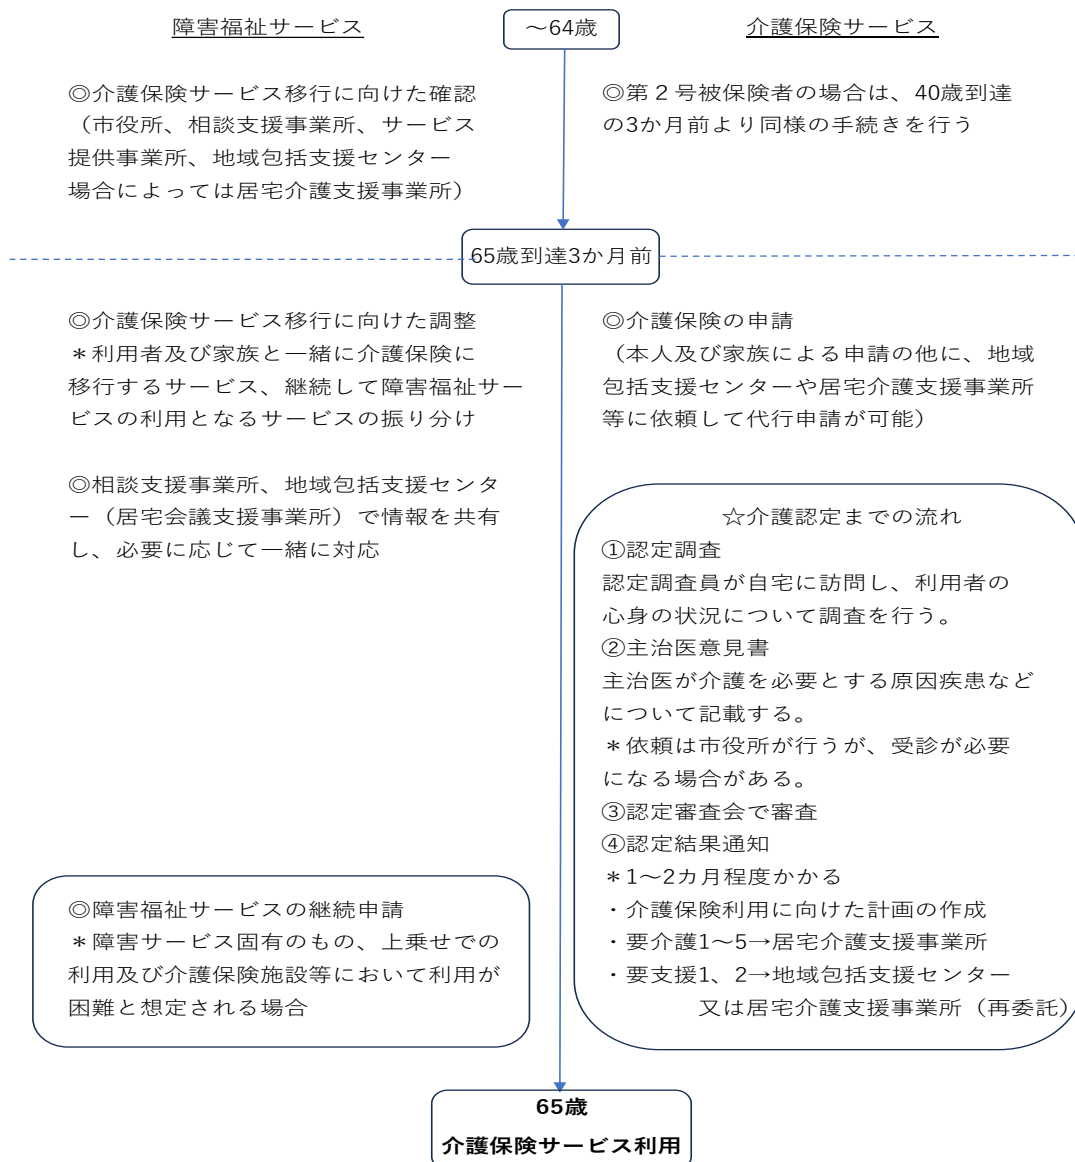 障害福祉サービス
～64歳
介護保険サービス
◎介護保険サービス移行に向けた確認
（市役所、相談支援事業所、サービス
提供事業所、地域包括支援センター
場合によっては居宅介護支援事業所）
◎第２号被保険者の場合は、40歳到達
の3か月前より同様の手続きを行う
65歳到達3か月前
◎介護保険サービス移行に向けた調整
＊利用者及び家族と一緒に介護保険に
移行するサービス、継続して障害福祉サー
ビスの利用となるサービスの振り分け
◎相談支援事業所、地域包括支援センタ
ー（居宅会議支援事業所）で情報を共有
し、必要に応じて一緒に対応
◎介護保険の申請
（本人及び家族による申請の他に、地域
包括支援センターや居宅介護支援事業所
等に依頼して代行申請が可能）
☆介護認定までの流れ
①認定調査
認定調査員が自宅に訪問し、利用者の
心身の状況について調査を行う。
②主治医意見書
主治医が介護を必要とする原因疾患など
について記載する。
＊依頼は市役所が行うが、受診が必要
になる場合がある。
③認定審査会で審査
④認定結果通知
＊1～2カ月程度かかる
・介護保険利用に向けた計画の作成
・要介護1～5→居宅介護支援事業所
・要支援1、2→地域包括支援センター
又は居宅介護支援事業所（再委託）
◎障害福祉サービスの継続申請
＊障害サービス固有のもの、上乗せでの
利用及び介護保険施設等において利用が
困難と想定される場合
65歳
介護保険サービス利用